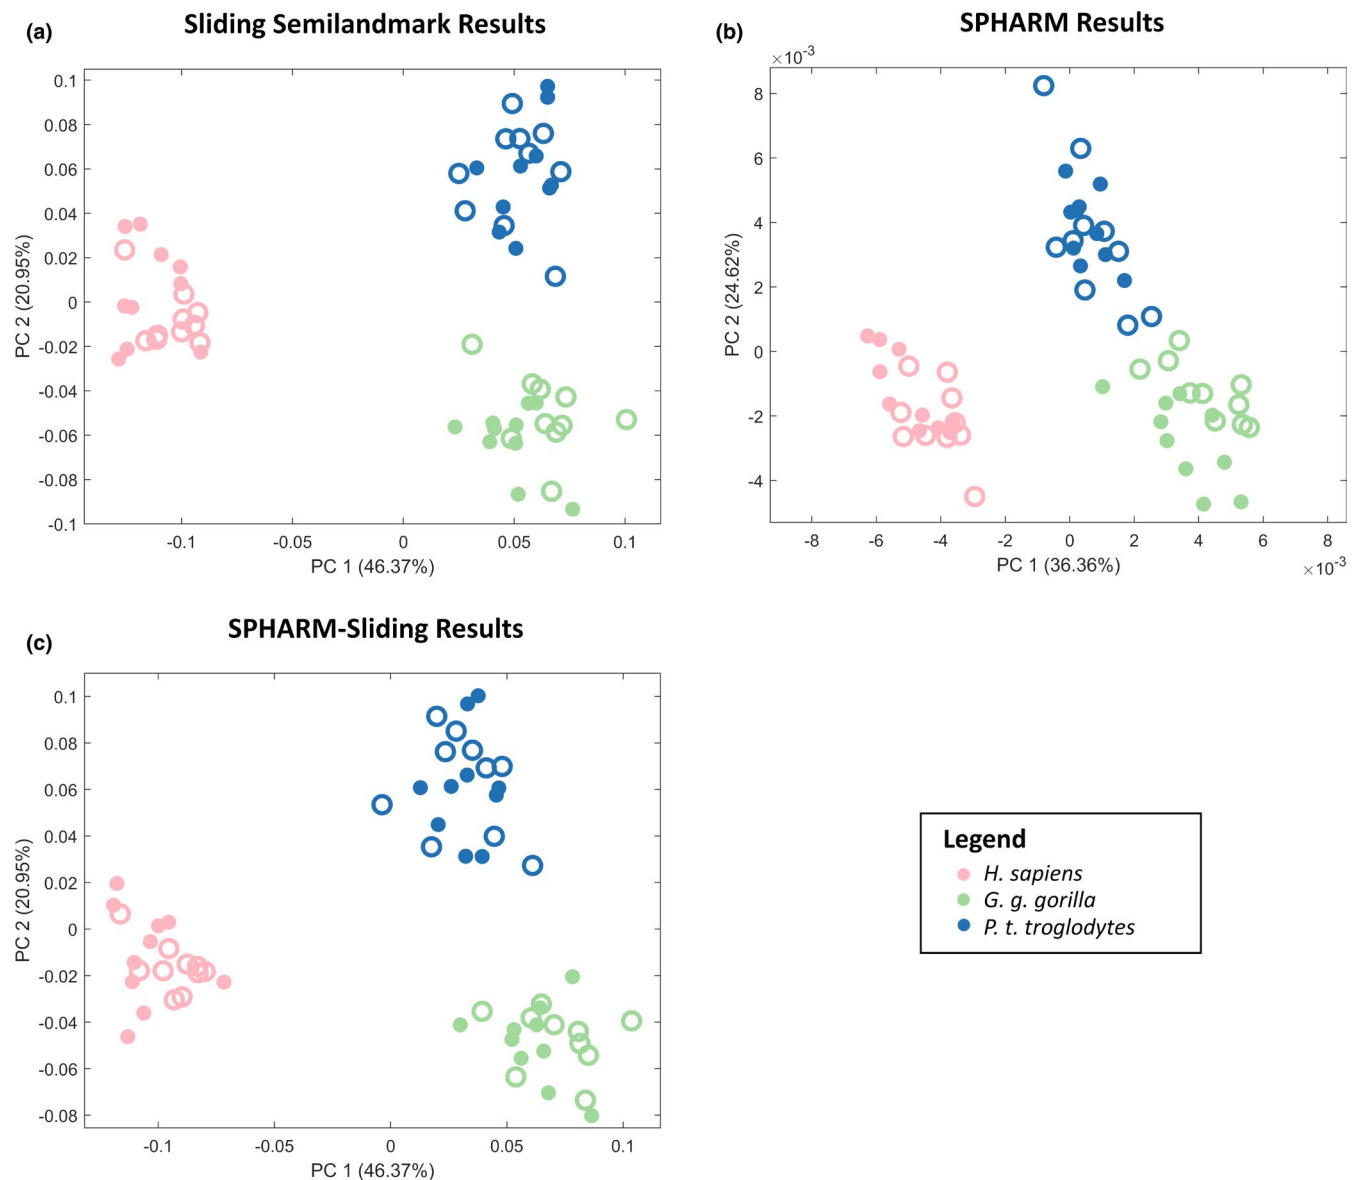 (a) Sliding Semilandmark Results
0.1
0.08
0.06
0.04
0.02
0
-0.02
-0.04
-0.06
-0.08
-0.1
PC 2 (20.95%)
-0.1 -0.05 0 0.05 0.1
PC 1 (46.37%)
(b) SPHARM Results
×10-3
8
6
4
2
0
-2
-4
PC 2 (24.62%)
-8 -6 -4 -2 0 2 4 6 8
PC 1 (36.36%)
×10-3
(c) SPHARM-Sliding Results
0.1
0.08
0.06
0.04
0.02
0
-0.02
-0.04
-0.06
-0.08
PC 2 (20.95%)
-0.1 -0.05 0 0.05 0.1
PC 1 (46.37%)
Legend
H. sapiens
G. g. gorilla
P. t. troglodytes